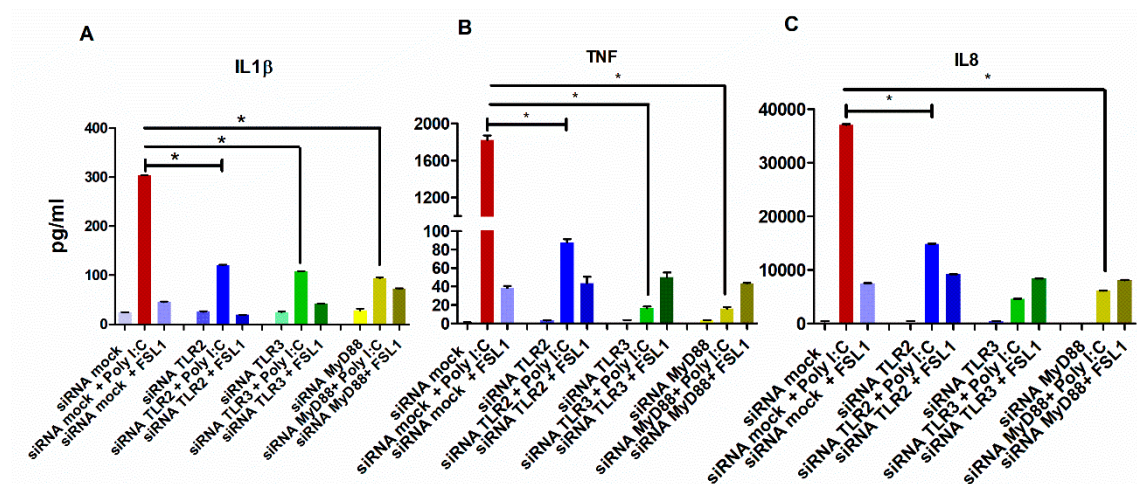 A
IL1β
pg/ml
400
300
200
100
0
*
*
*
siRNA mock
siRNA mock + Poly I:C
siRNA mock + FSL1
siRNA TLR2
siRNA TLR2 + Poly I:C
siRNA TLR2 + FSL1
siRNA TLR3
siRNA TLR3 + Poly I:C
siRNA TLR3 + FSL1
siRNA MyD88
siRNA MyD88+ Poly I:C
siRNA MyD88+ FSL1
B
TNF
2000
1800
1600
1400
1200
1000
100
80
60
40
20
0
*
*
*
siRNA mock
siRNA mock + Poly I:C
siRNA mock + FSL1
siRNA TLR2
siRNA TLR2 + Poly I:C
siRNA TLR2 + FSL1
siRNA TLR3
siRNA TLR3 + Poly I:C
siRNA TLR3 + FSL1
siRNA MyD88
siRNA MyD88+ Poly I:C
siRNA MyD88+ FSL1
C
IL8
40000
30000
20000
10000
0
*
*
siRNA mock
siRNA mock + Poly I:C
siRNA mock + FSL1
siRNA TLR2
siRNA TLR2 + Poly I:C
siRNA TLR2 + FSL1
siRNA TLR3
siRNA TLR3 + Poly I:C
siRNA TLR3 + FSL1
siRNA MyD88
siRNA MyD88+ Poly I:C
siRNA MyD88+ FSL1